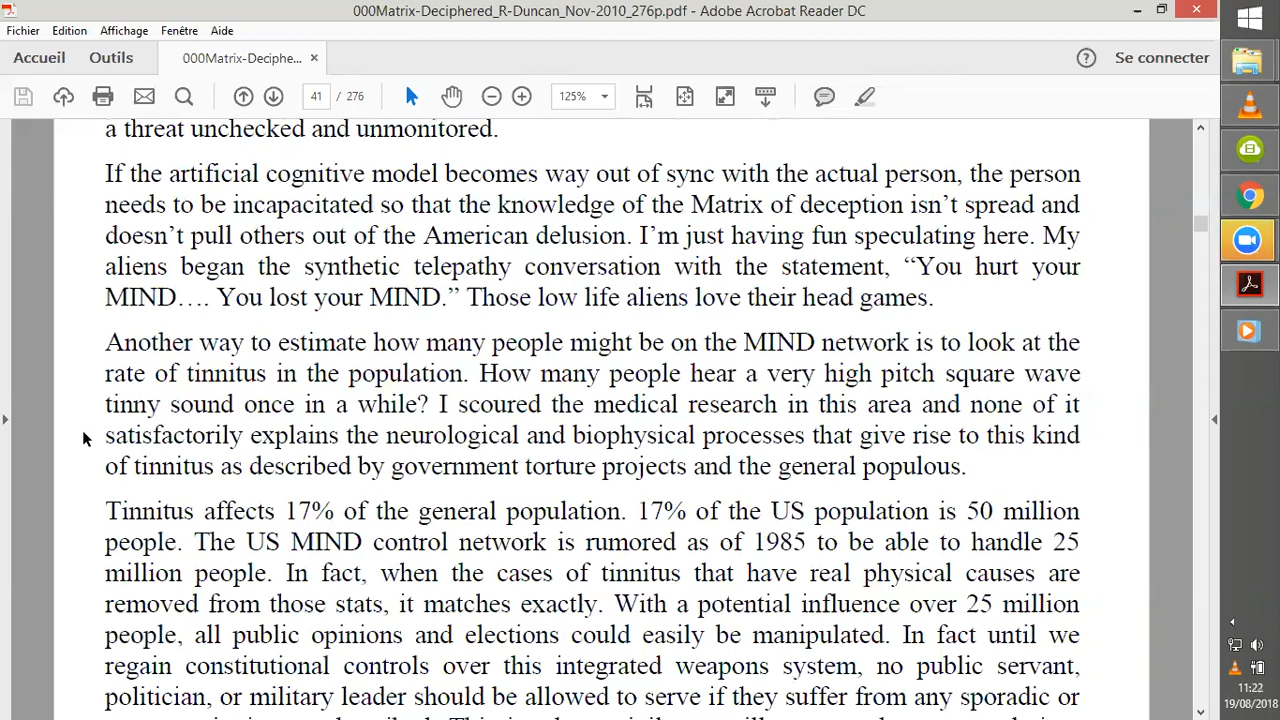 000Matrix-Deciphered_R-Duncan_Nov-2010_276p.pdf - Adobe Acrobat Reader DC
Fichier Edition Affichage Fenêtre Aide
Accueil Outils 000Matrix-Deciphe... × Se connecter
41 / 276 125%
a threat unchecked and unmonitored.
If the artificial cognitive model becomes way out of sync with the actual person, the person
needs to be incapacitated so that the knowledge of the Matrix of deception isn’t spread and
doesn’t pull others out of the American delusion. I’m just having fun speculating here. My
aliens began the synthetic telepathy conversation with the statement, “You hurt your
MIND…. You lost your MIND.” Those low life aliens love their head games.
Another way to estimate how many people might be on the MIND network is to look at the
rate of tinnitus in the population. How many people hear a very high pitch square wave
tinny sound once in a while? I scoured the medical research in this area and none of it
satisfactorily explains the neurological and biophysical processes that give rise to this kind
of tinnitus as described by government torture projects and the general populous.
Tinnitus affects 17% of the general population. 17% of the US population is 50 million
people. The US MIND control network is rumored as of 1985 to be able to handle 25
million people. In fact, when the cases of tinnitus that have real physical causes are
removed from those stats, it matches exactly. With a potential influence over 25 million
people, all public opinions and elections could easily be manipulated. In fact until we
regain constitutional controls over this integrated weapons system, no public servant,
politician, or military leader should be allowed to serve if they suffer from any sporadic or
11:22
19/08/2018